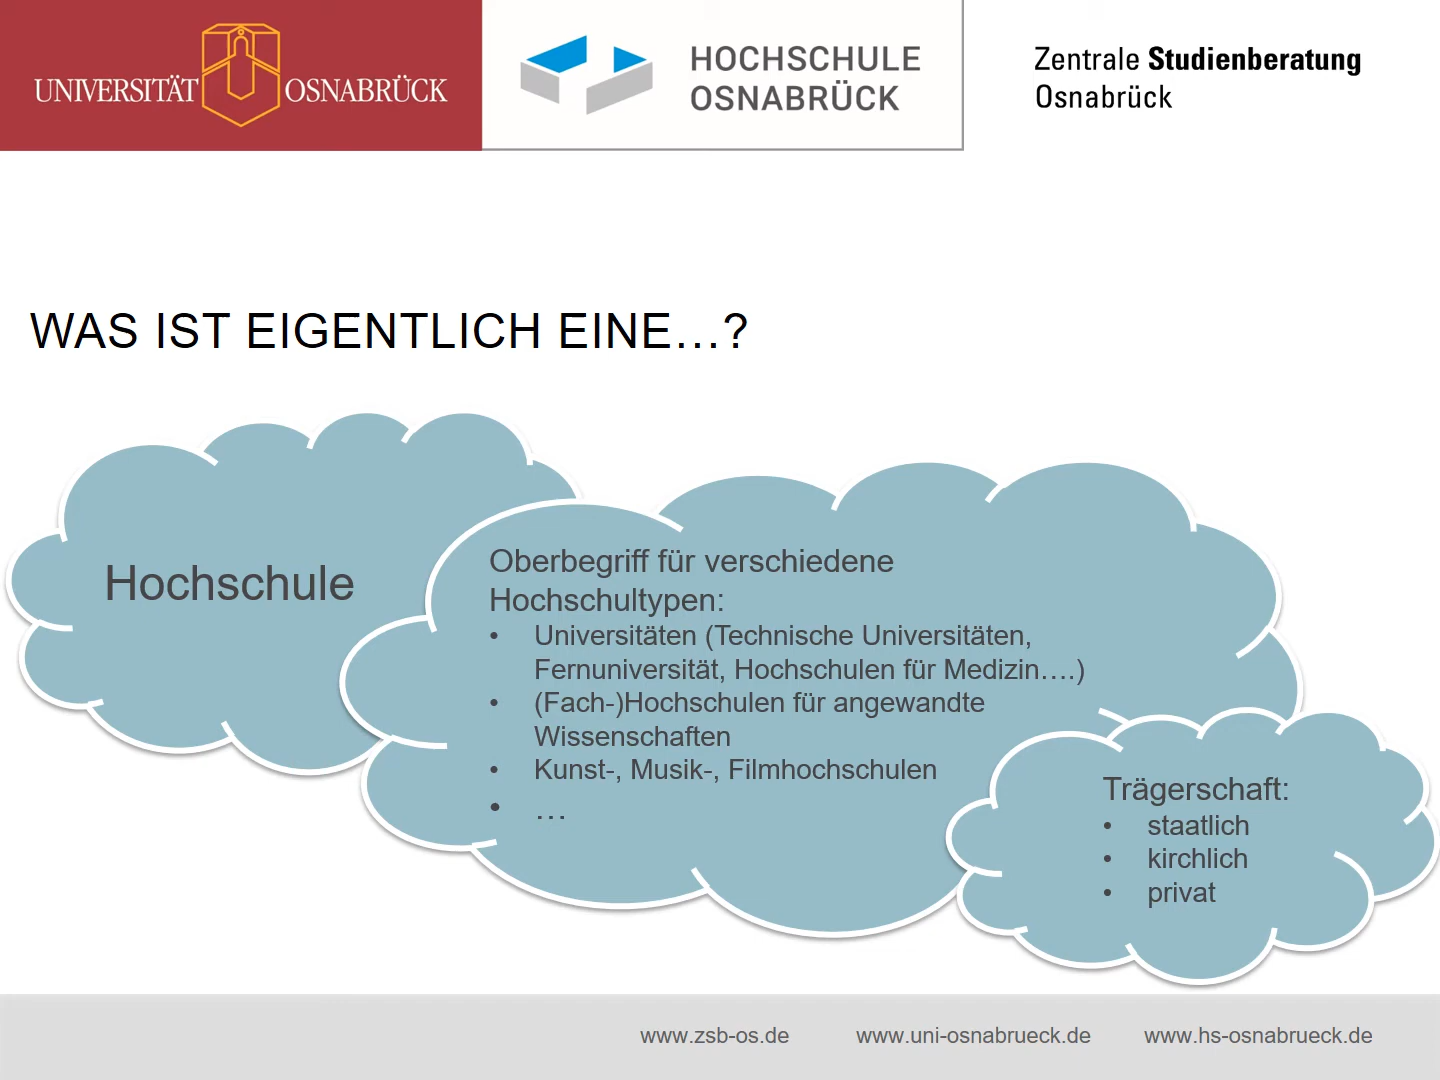 UNIVERSITÄT OSNABRÜCK
HOCHSCHULE
OSNABRÜCK
Zentrale Studienberatung
Osnabrück
WAS IST EIGENTLICH EINE…?
Hochschule
Oberbegriff für verschiedene
Hochschultypen:
• Universitäten (Technische Universitäten,
Fernuniversität, Hochschulen für Medizin….)
• (Fach-)Hochschulen für angewandte
Wissenschaften
• Kunst-, Musik-, Filmhochschulen
• …
Trägerschaft:
• staatlich
• kirchlich
• privat
www.zsb-os.de www.uni-osnabrueck.de www.hs-osnabrueck.de